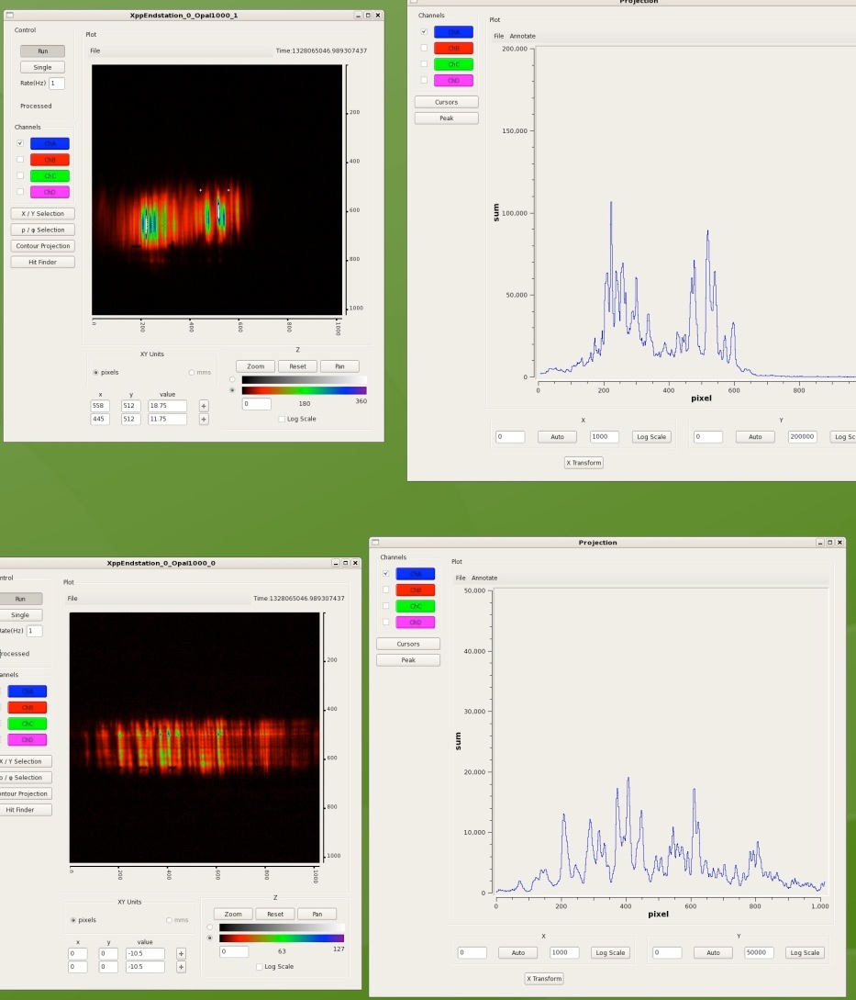 XppEndstation_0_Opal1000_1
Control
Run
Single
Rate(Hz) 1
Processed
Channels
ChA
ChB
ChC
ChD
X / Y Selection
ρ / φ Selection
Contour Projection
Hit Finder
Plot
File
Time:1328065046.989307437
200
400
600
800
1000
0
200
400
600
800
1000
XY Units
pixels
mms
x y value
558 512 18.75
445 512 11.75
Z
Zoom Reset Pan
0 180 360
Log Scale
Projection
Channels
ChA
ChB
ChC
ChD
Cursors
Peak
Plot
File Annotate
200,000
150,000
100,000
50,000
0
sum
0 200 400 600 800
pixel
X
0 Auto 1000 Log Scale
Y
0 Auto 200000 Log Sc
X Transform
XppEndstation_0_Opal1000_0
ntrol
Run
Single
Rate(Hz) 1
rocessed
annels
ChA
ChB
ChC
ChD
X / Y Selection
ρ / φ Selection
ontour Projection
Hit Finder
Plot
File
Time:1328065046.989307437
200
400
600
800
1000
0
200
400
600
800
1000
XY Units
pixels
mms
x y value
0 0 -10.5
0 0 -10.5
Z
Zoom Reset Pan
0 63 127
Log Scale
Projection
Channels
ChA
ChB
ChC
ChD
Cursors
Peak
Plot
File Annotate
50,000
40,000
30,000
20,000
10,000
0
sum
0 200 400 600 800 1,000
pixel
X
0 Auto 1000 Log Scale
Y
0 Auto 50000 Log Scale
X Transform